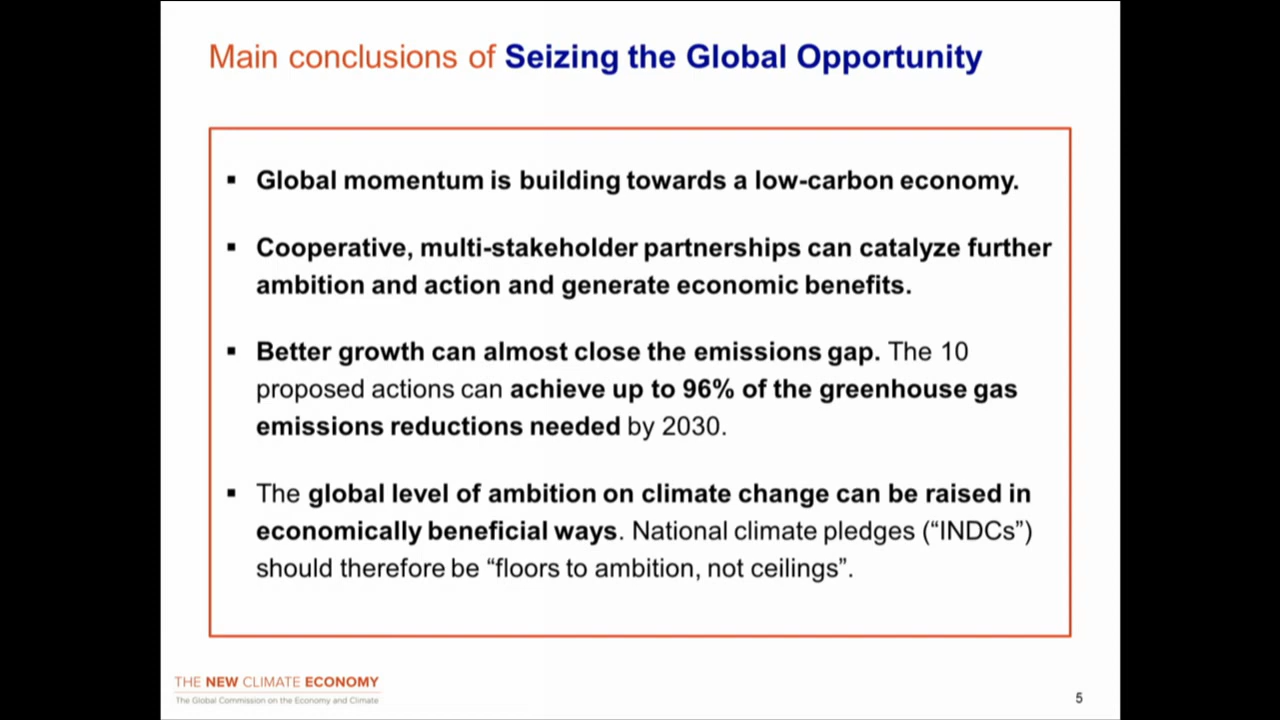 Main conclusions of Seizing the Global Opportunity
▪ Global momentum is building towards a low-carbon economy.
▪ Cooperative, multi-stakeholder partnerships can catalyze further
ambition and action and generate economic benefits.
▪ Better growth can almost close the emissions gap. The 10
proposed actions can achieve up to 96% of the greenhouse gas
emissions reductions needed by 2030.
▪ The global level of ambition on climate change can be raised in
economically beneficial ways. National climate pledges (“INDCs”)
should therefore be “floors to ambition, not ceilings”.
THE NEW CLIMATE ECONOMY
The Global Commission on the Economy and Climate
5